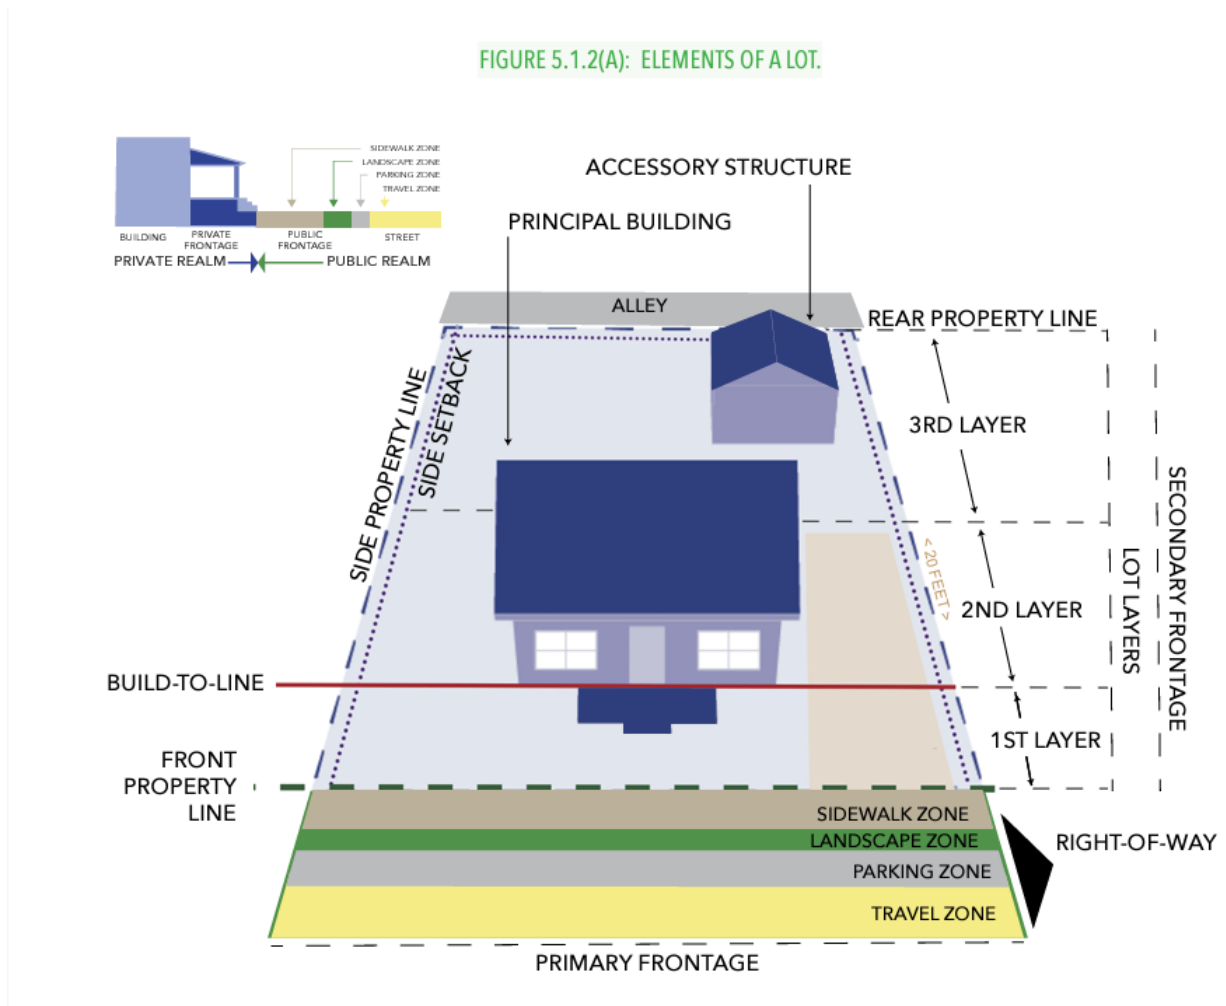 FIGURE 5.1.2(A): ELEMENTS OF A LOT.
SIDEWALK ZONE
LANDSCAPE ZONE
PARKING ZONE
TRAVEL ZONE
BUILDING
PRIVATE
FRONTAGE
PUBLIC
FRONTAGE
STREET
PRIVATE REALM
PUBLIC REALM
ACCESSORY STRUCTURE
PRINCIPAL BUILDING
ALLEY
REAR PROPERTY LINE
SIDE PROPERTY LINE
SIDE SETBACK
3RD LAYER
< 20 FEET >
2ND LAYER
LOT LAYERS
SECONDARY FRONTAGE
BUILD-TO-LINE
1ST LAYER
FRONT
PROPERTY
LINE
SIDEWALK ZONE
LANDSCAPE ZONE
RIGHT-OF-WAY
PARKING ZONE
TRAVEL ZONE
PRIMARY FRONTAGE